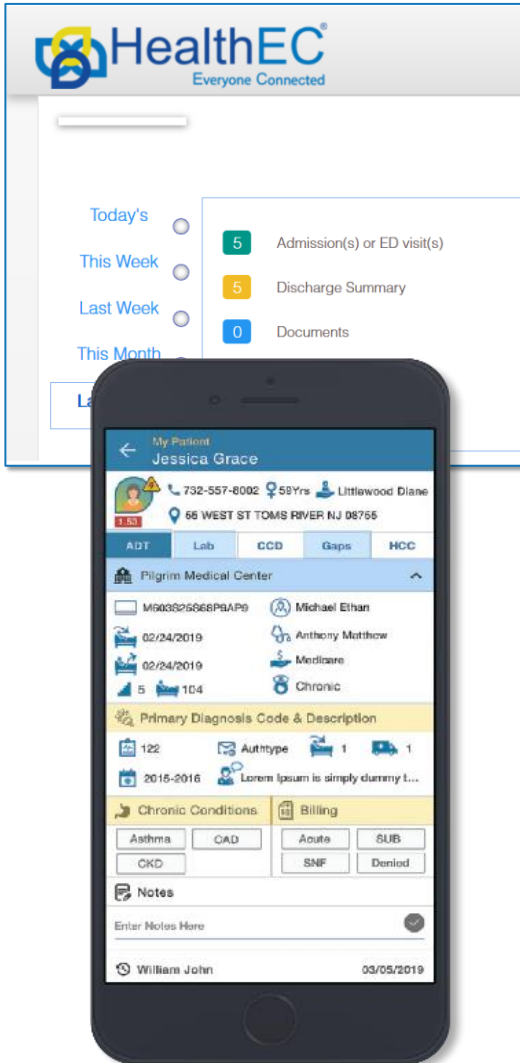 HealthEC®
Everyone Connected
Today's
This Week
Last Week
This Month
5 Admission(s) or ED visit(s)
5 Discharge Summary
0 Documents
My Patient
Jessica Grace
732-557-8002 59Yrs Littlewood Diane
1.53
55 WEST ST TOMS RIVER NJ 08755
ADT Lab CCD Gaps HCC
Pilgrim Medical Center
Michael Ethan
02/24/2019 Anthony Matthew
02/24/2019 Medicare
5 104 Chronic
Primary Diagnosis Code & Description
122 Authtype 1 1
2015-2016 Lorem Ipsum is simply dummy t...
Chronic Conditions Billing
Asthma CAD Acute SUB
CKD SNF Denied
Notes
Enter Notes Here
William John 03/05/2019